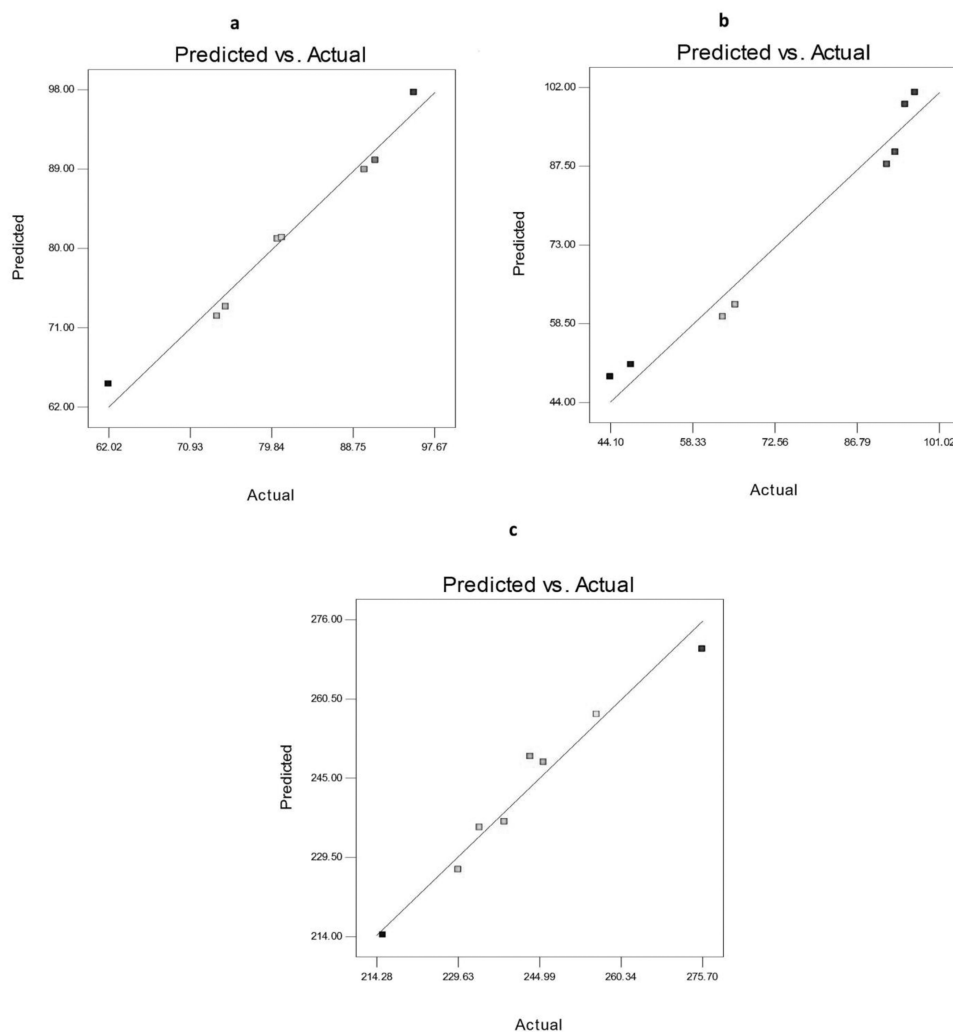 a
Predicted vs. Actual
98.00
89.00
80.00
71.00
62.00
Predicted
62.02 70.93 79.84 88.75 97.67
Actual
b
Predicted vs. Actual
102.00
87.50
73.00
58.50
44.00
Predicted
44.10 58.33 72.56 86.79 101.02
Actual
c
Predicted vs. Actual
276.00
260.50
245.00
229.50
214.00
Predicted
214.28 229.63 244.99 260.34 275.70
Actual